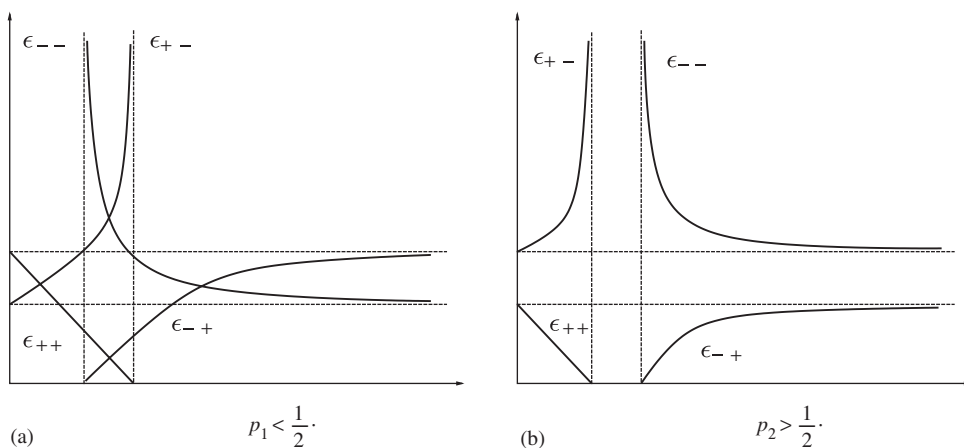 ϵ− −
ϵ+ −
ϵ++
ϵ− +
(a)
p₁ < 1/2 ·
ϵ+ −
ϵ− −
ϵ++
ϵ− +
(b)
p₂ > 1/2 ·